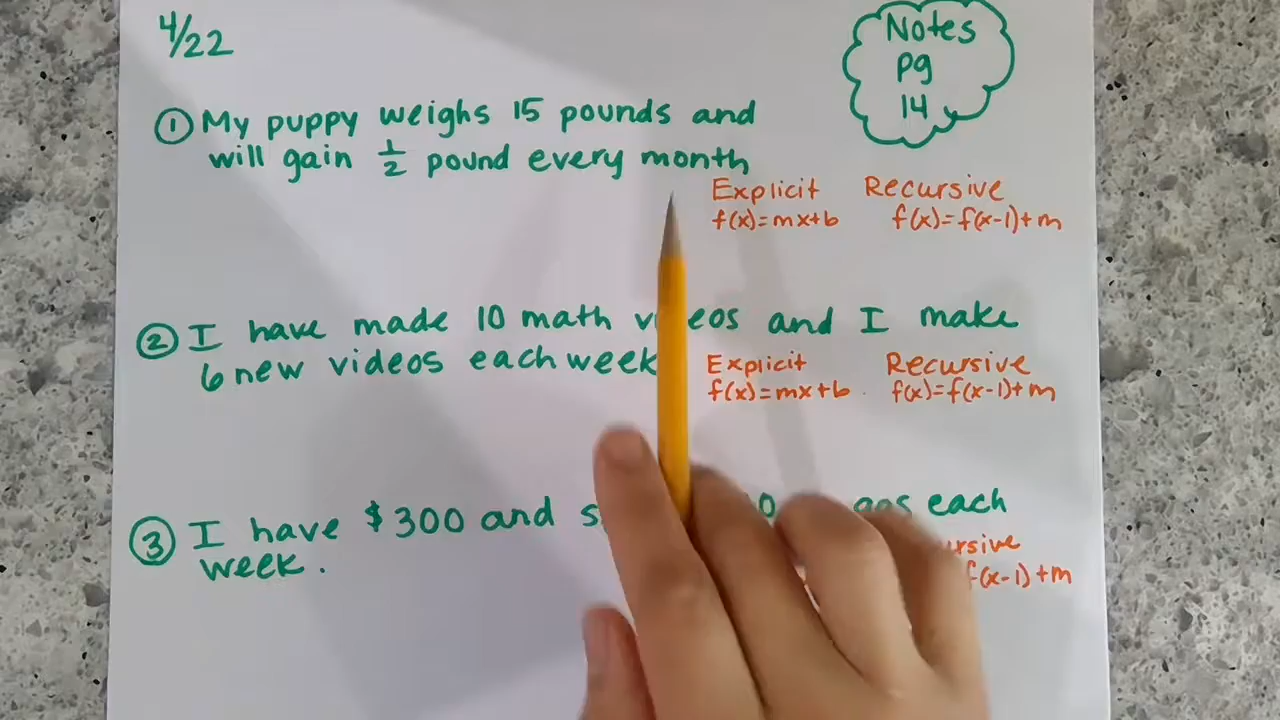 4/22
Notes
pg
14
① My puppy weighs 15 pounds and
will gain 1/2 pound every month
Explicit Recursive
f(x)=mx+b f(x)=f(x-1)+m
② I have made 10 math eos and I make
6 new videos each week
Explicit Recursive
f(x)=mx+b. f(x)=f(x-1)+m
③ I have $300 and each
week.
f(x-1)+m